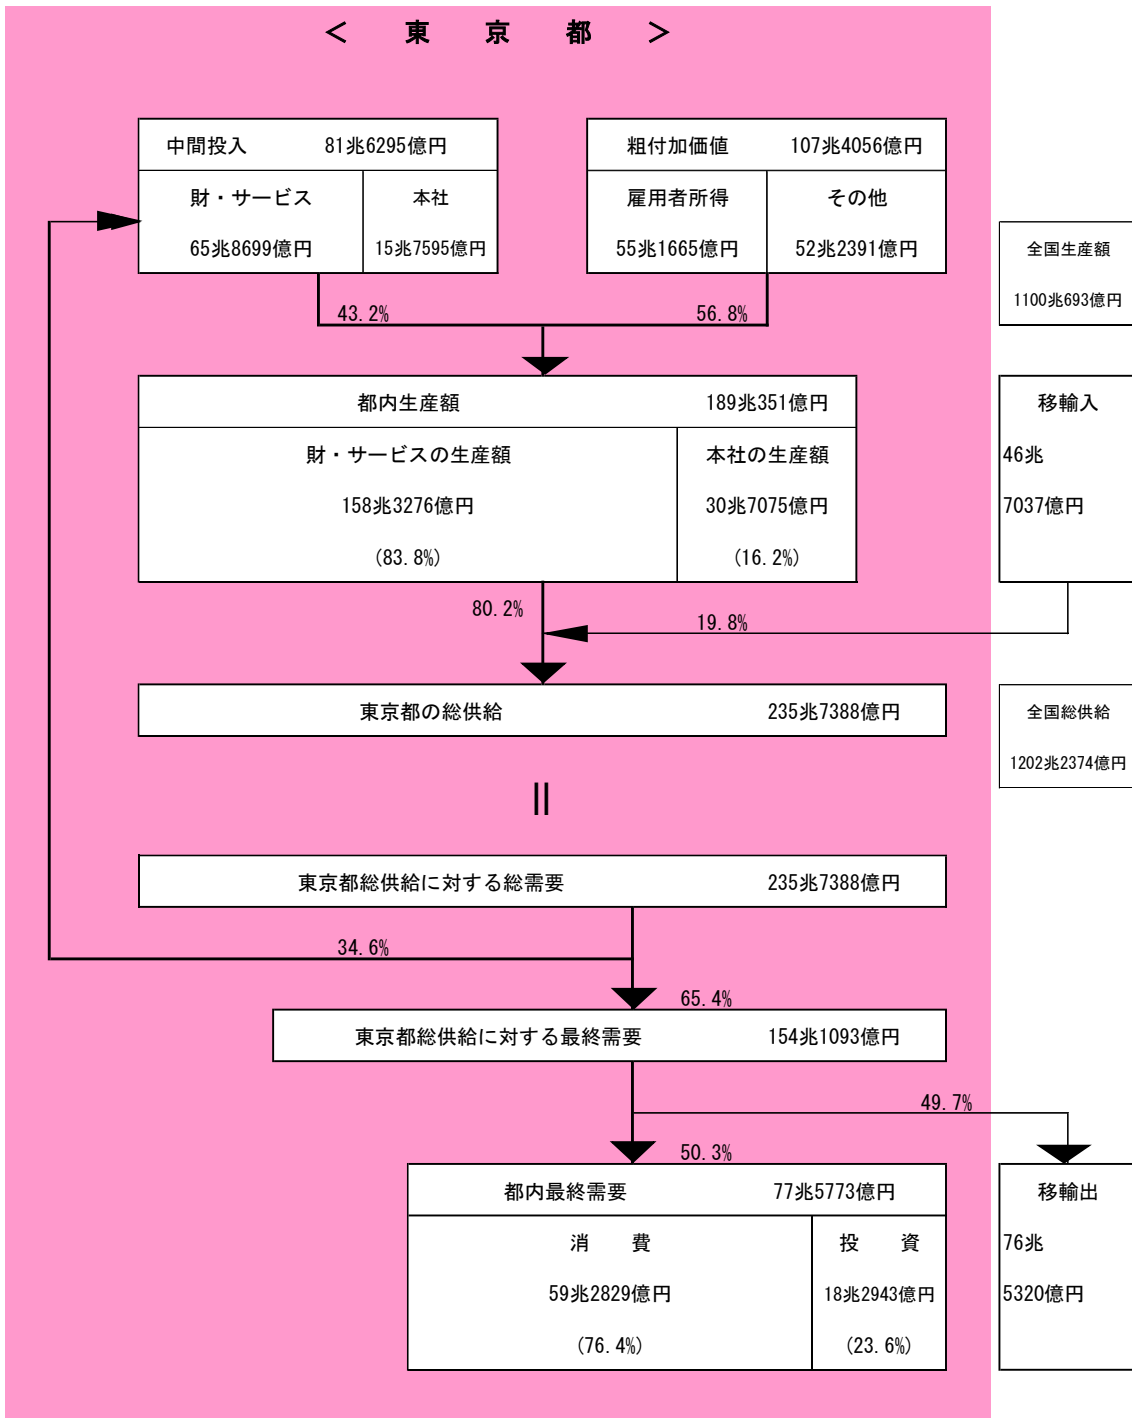 ＜　東　京　都　＞
中間投入　81兆6295億円
粗付加価値　107兆4056億円
財・サービス　本社
雇用者所得　その他
65兆8699億円　15兆7595億円
55兆1665億円　52兆2391億円
全国生産額
1100兆693億円
43.2%
56.8%
都内生産額　189兆351億円
移輸入
財・サービスの生産額　本社の生産額
46兆
158兆3276億円　30兆7075億円
7037億円
(83.8%)　(16.2%)
80.2%
19.8%
東京都の総供給　235兆7388億円
全国総供給
1202兆2374億円
||
東京都総供給に対する総需要　235兆7388億円
34.6%
65.4%
東京都総供給に対する最終需要　154兆1093億円
49.7%
50.3%
都内最終需要　77兆5773億円
移輸出
消　費　投　資
76兆
59兆2829億円　18兆2943億円
5320億円
(76.4%)　(23.6%)